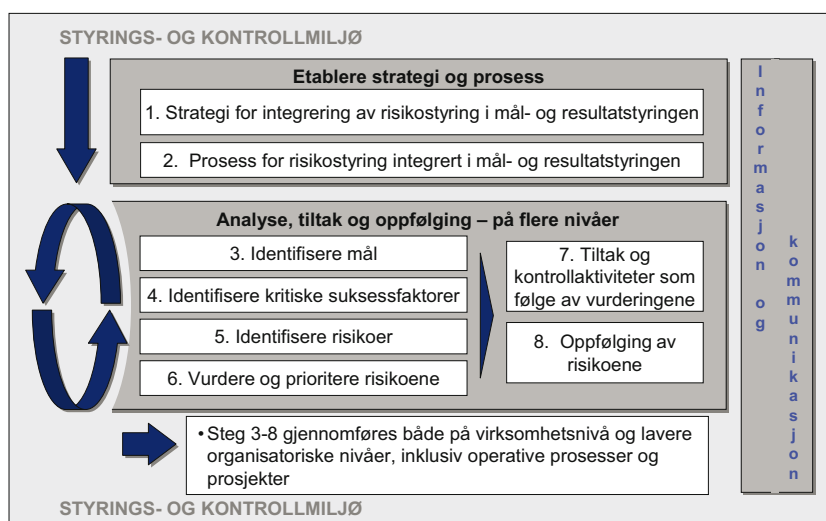 STYRINGS- OG KONTROLLMILJØ
Etablere strategi og prosess
1. Strategi for integrering av risikostyring i mål- og resultatstyringen
2. Prosess for risikostyring integrert i mål- og resultatstyringen
Analyse, tiltak og oppfølging – på flere nivåer
3. Identifisere mål
4. Identifisere kritiske suksessfaktorer
5. Identifisere risikoer
6. Vurdere og prioritere risikoene
7. Tiltak og
kontrollaktiviteter som
følge av vurderingene
8. Oppfølging av
risikoene
•Steg 3-8 gjennomføres både på virksomhetsnivå og lavere
organisatoriske nivåer, inklusiv operative prosesser og
prosjekter
STYRINGS- OG KONTROLLMILJØ
Informasjon og
kommunikasjon